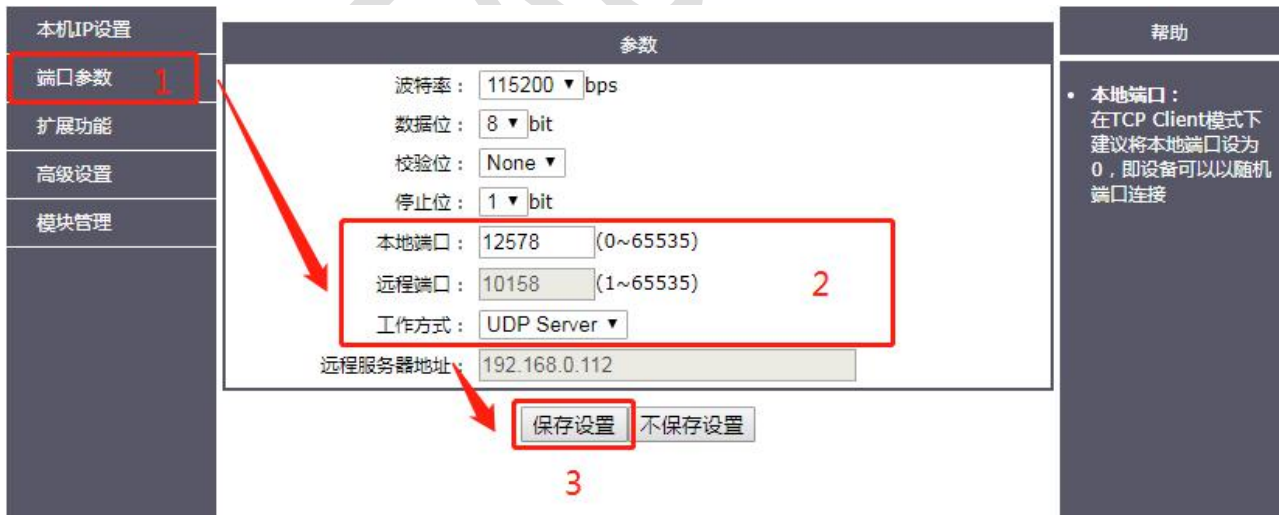 本机IP设置
端口参数 1
扩展功能
高级设置
模块管理
参数
波特率： 115200 ▼ bps
数据位： 8 ▼ bit
校验位： None ▼
停止位： 1 ▼ bit
本地端口： 12578 (0~65535)
远程端口： 10158 (1~65535)
2
工作方式： UDP Server ▼
远程服务器地址： 192.168.0.112
保存设置 不保存设置
3
帮助
• 本地端口：
在TCP Client模式下
建议将本地端口设为
0，即设备可以以随机
端口连接